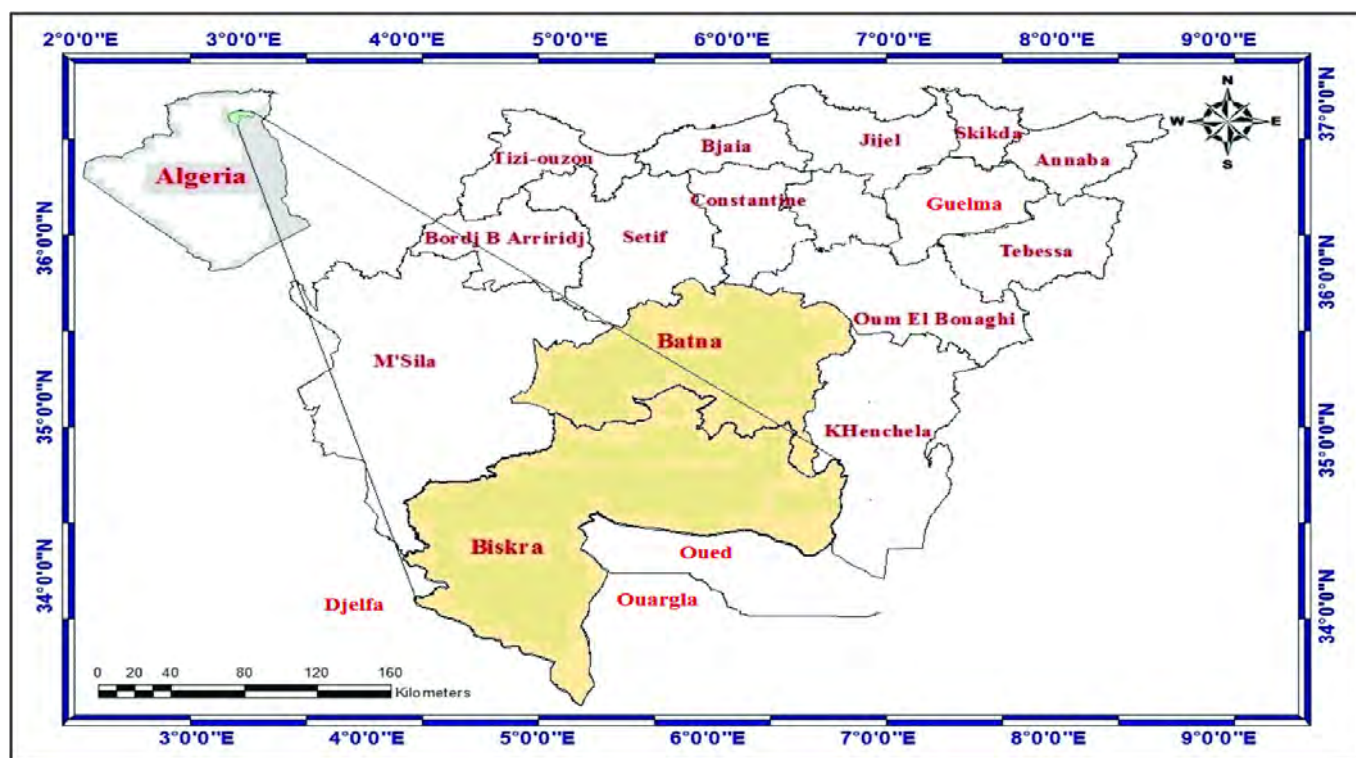 2°0'0"E 3°0'0"E 4°0'0"E 5°0'0"E 6°0'0"E 7°0'0"E 8°0'0"E 9°0'0"E
N
W E
S
37°0'0"N
37°0'0"N
36°0'0"N
36°0'0"N
35°0'0"N
35°0'0"N
34°0'0"N
34°0'0"N
Algeria
Tizi-ouzou
Bjaia
Jijel
Skikda
Annaba
Constantine
Guelma
Bordj B Arriridj
Setif
Tebessa
Oum El Bouaghi
Batna
M'Sila
KHenchela
Biskra
Oued
Djelfa
Ouargla
0 20 40 80 120 160
Kilometers
3°0'0"E 4°0'0"E 5°0'0"E 6°0'0"E 7°0'0"E 8°0'0"E 9°0'0"E